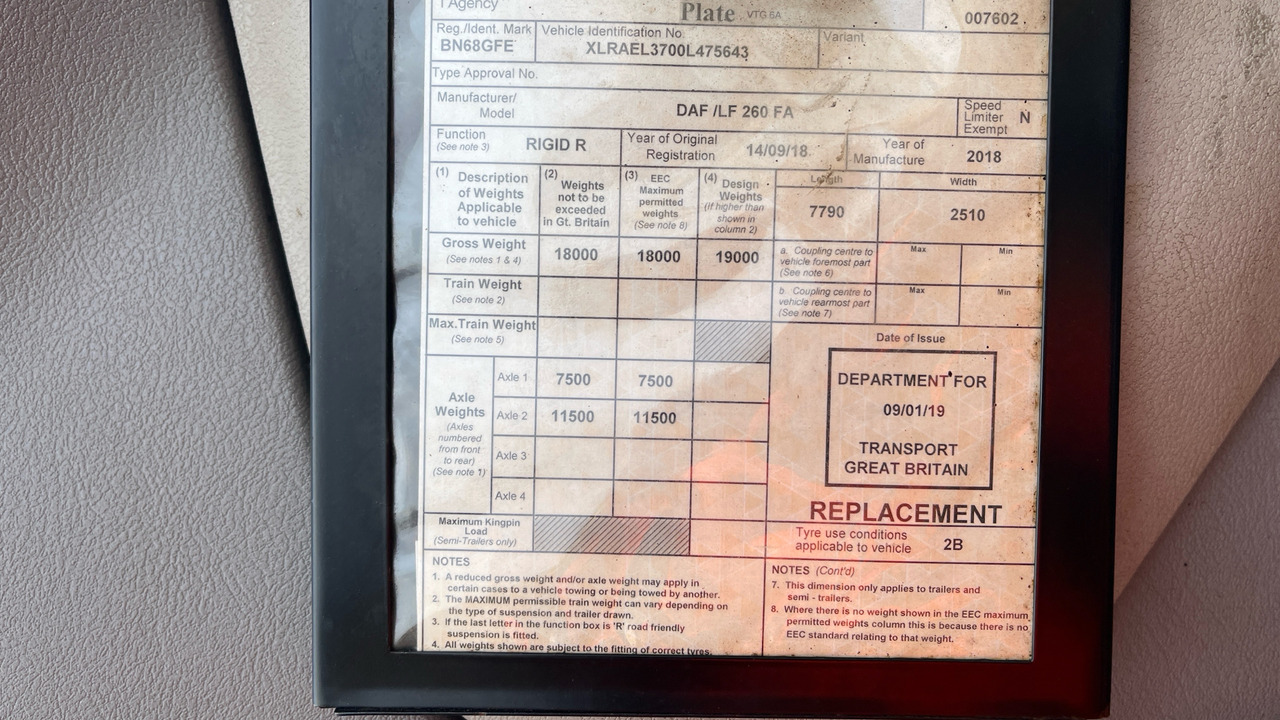 Agency
Plate VTG 6A
007602
Reg./Ident. Mark
BN68GFE
Vehicle Identification No.
XLRAEL3700L475643
Variant
Type Approval No.
Manufacturer/
Model
DAF /LF 260 FA
Speed
Limiter
Exempt
N
Function
(See note 3)
RIGID R
Year of Original
Registration
14/09/18
Year of
Manufacture
2018
(1) Description
of Weights
Applicable
to vehicle
(2)
Weights
not to be
exceeded
in Gt. Britain
(3) EEC
Maximum
permitted
weights
(See note 8)
(4) Design
Weights
(If higher than
shown in
column 2)
Length
7790
Width
2510
Gross Weight
(See notes 1 & 4)
18000
18000
19000
a. Coupling centre to
vehicle foremost part
(See note 6)
Max
Min
Train Weight
(See note 2)
b Coupling centre to
vehicle rearmost part
(See note 7)
Max
Min
Max.Train Weight
(See note 5)
Axle
Weights
(Axles
numbered
from front
to rear)
(See note 1)
Axle 1
7500
7500
Axle 2
11500
11500
Axle 3
Axle 4
Maximum Kingpin
Load
(Semi-Trailers only)
Date of Issue
DEPARTMENT FOR
09/01/19
TRANSPORT
GREAT BRITAIN
REPLACEMENT
Tyre use conditions
applicable to vehicle
2B
NOTES
1. A reduced gross weight and/or axle weight may apply in
certain cases to a vehicle towing or being towed by another.
2. The MAXIMUM permissible train weight can vary depending on
the type of suspension and trailer drawn.
3. If the last letter in the function box is 'R' road friendly
suspension is fitted.
4. All weights shown are subject to the fitting of correct tyres.
NOTES (Cont'd)
7. This dimension only applies to trailers and
semi - trailers.
8. Where there is no weight shown in the EEC maximum
permitted weights column this is because there is no
EEC standard relating to that weight.